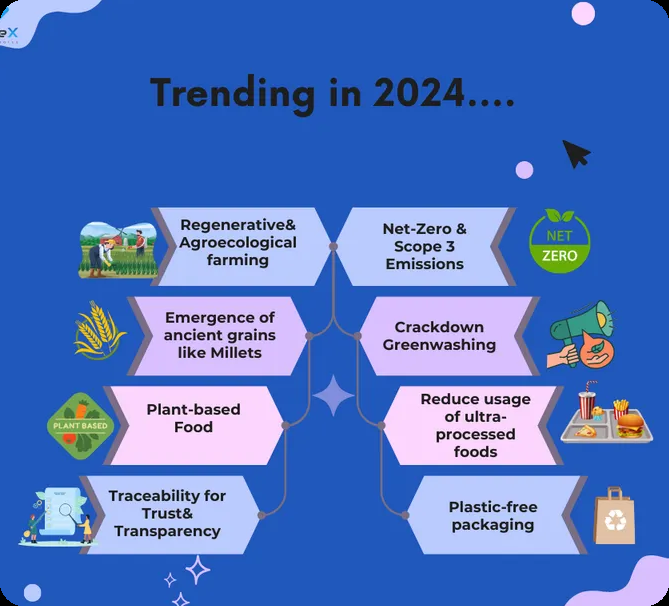 eX
Trending in 2024....
Regenerative&
Agroecological
farming
Net-Zero &
Scope 3
Emissions
NET
ZERO
Emergence of
ancient grains
like Millets
Crackdown
Greenwashing
PLANT BASED
Plant-based
Food
Reduce usage
of ultra-
processed
foods
Traceability for
Trust&
Transparency
Plastic-free
packaging